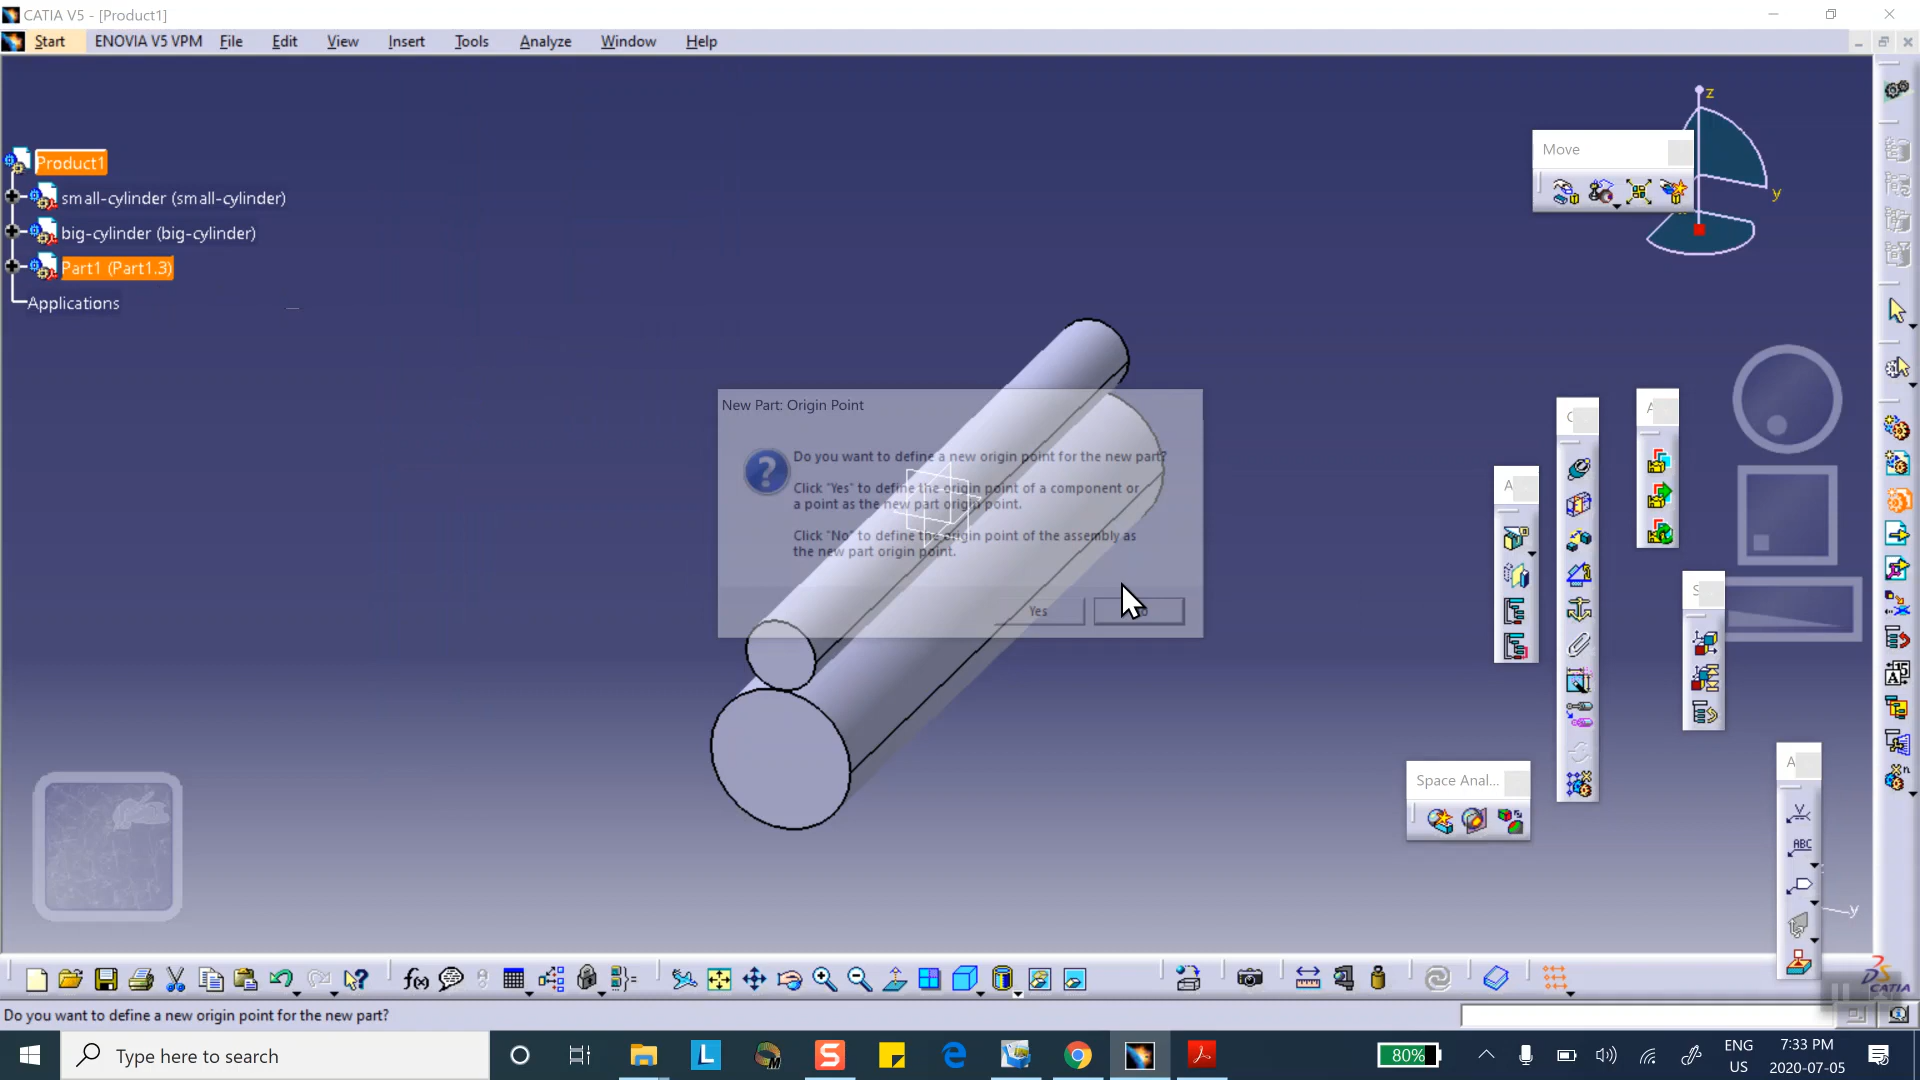 CATIA V5 - [Product1]
Start ENOVIA V5 VPM File Edit View Insert Tools Analyze Window Help
z
Move
y
Product1
small-cylinder (small-cylinder)
big-cylinder (big-cylinder)
Part1 (Part1.3)
Applications
New Part: Origin Point
Do you want to define a new origin point for the new part?
Click "Yes" to define the origin point of a component or
a point as the new part origin point.
Click "No" to define the origin point of the assembly as
the new part origin point.
Yes
A
A
S
Space Anal...
A
ABC
y
f(x)
CATIA
Do you want to define a new origin point for the new part?
Type here to search
80%
ENG
US
7:33 PM
2020-07-05